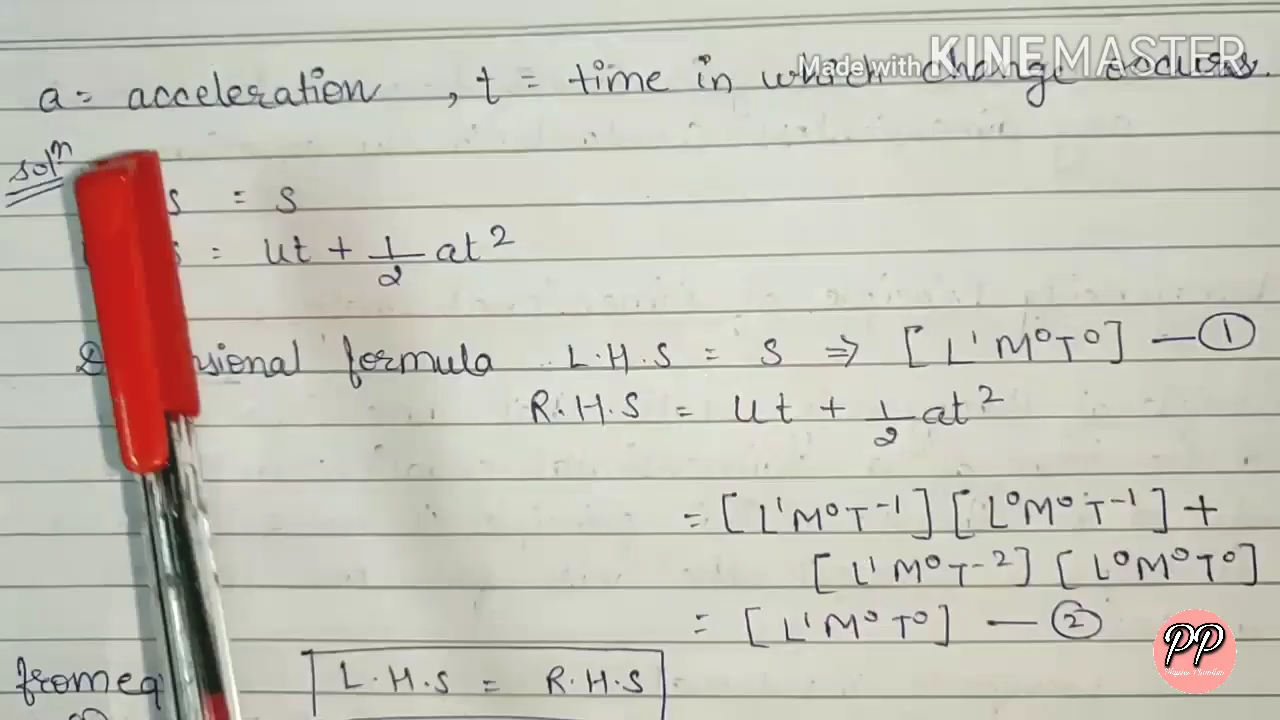 Made with KINEMASTER
a = acceleration , t = time in which change occurs.
solⁿ
s = s
s = ut + 1/2 at²
sional formula L.H.S = s ⇒ [L¹M⁰T⁰] — ①
R.H.S = ut + 1/2 at²
= [L¹M⁰T⁻¹] [L⁰M⁰T⁻¹] +
[L¹M⁰T⁻²] [L⁰M⁰T⁰]
= [L¹M⁰T⁰] — ②
PP
from eq L.H.S = R.H.S